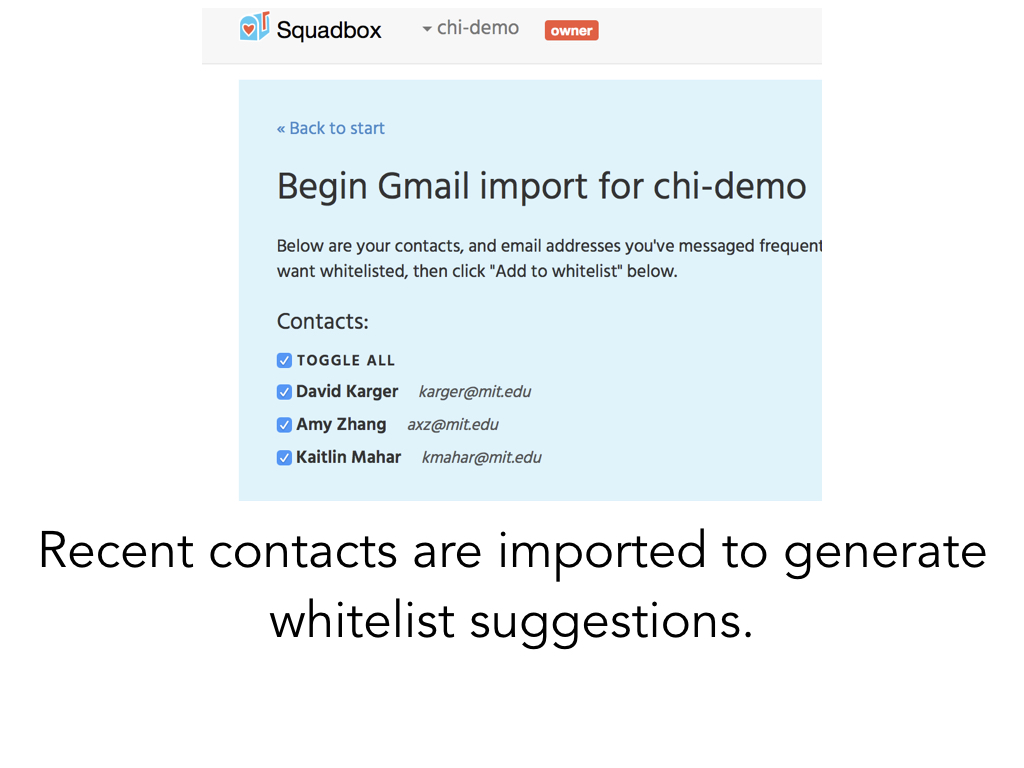 Squadbox chi-demo owner
« Back to start
Begin Gmail import for chi-demo
Below are your contacts, and email addresses you've messaged frequent
want whitelisted, then click "Add to whitelist" below.
Contacts:
TOGGLE ALL
David Karger karger@mit.edu
Amy Zhang axz@mit.edu
Kaitlin Mahar kmahar@mit.edu
Recent contacts are imported to generate
whitelist suggestions.